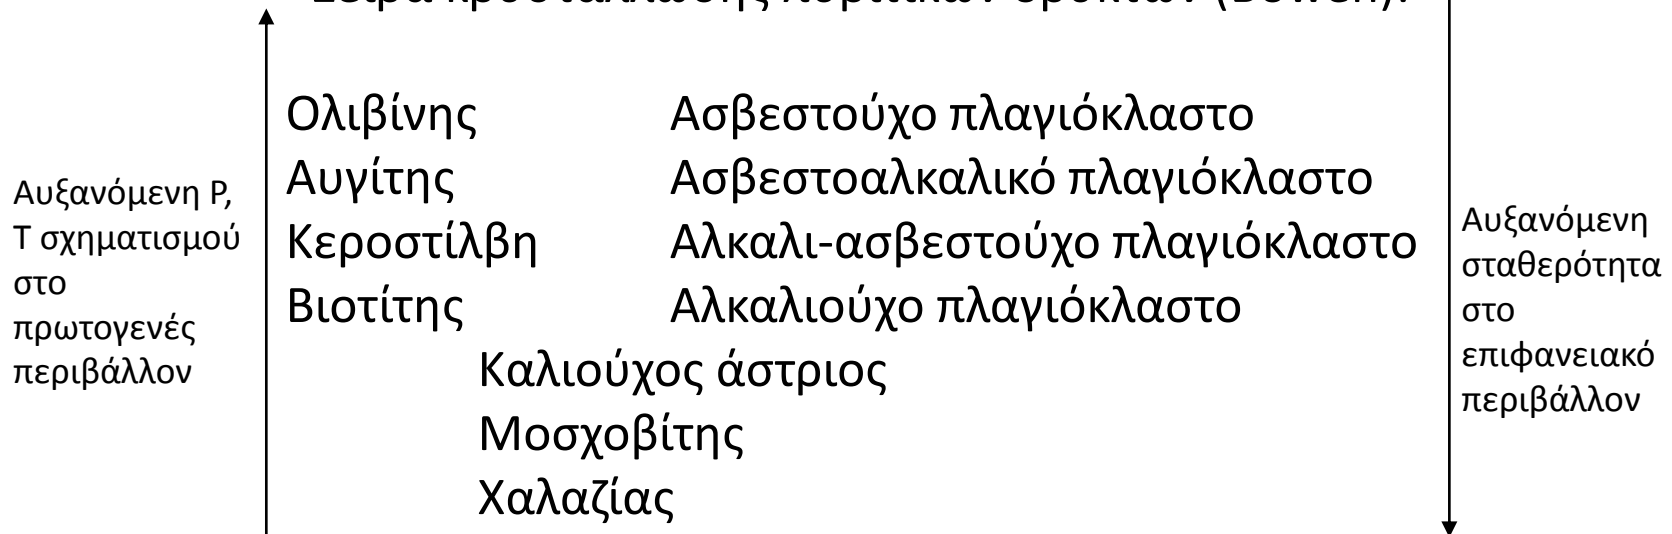 (Bowen).
Ολιβίνης Ασβεστούχο πλαγιόκλαστο
Αυγίτης Ασβεστοαλκαλικό πλαγιόκλαστο
Κεροστίλβη Αλκαλι-ασβεστούχο πλαγιόκλαστο
Βιοτίτης Αλκαλιούχο πλαγιόκλαστο
Καλιούχος άστριος
Μοσχοβίτης
Χαλαζίας
Αυξανόμενη P,
Τ σχηματισμού
στο
πρωτογενές
περιβάλλον
Αυξανόμενη
σταθερότητα
στο
επιφανειακό
περιβάλλον